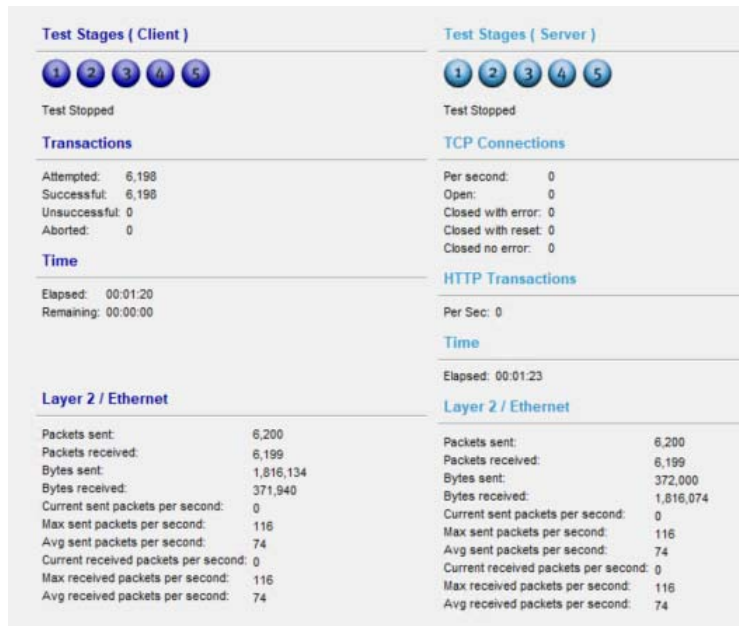 Test Stages ( Client )
1 2 3 4 5
Test Stopped
Transactions
Attempted: 6,198
Successful: 6,198
Unsuccessful: 0
Aborted: 0
Time
Elapsed: 00:01:20
Remaining: 00:00:00
Layer 2 / Ethernet
Packets sent: 6,200
Packets received: 6,199
Bytes sent: 1,816,134
Bytes received: 371,940
Current sent packets per second: 0
Max sent packets per second: 116
Avg sent packets per second: 74
Current received packets per second: 0
Max received packets per second: 116
Avg received packets per second: 74
Test Stages ( Server )
1 2 3 4 5
Test Stopped
TCP Connections
Per second: 0
Open: 0
Closed with error: 0
Closed with reset: 0
Closed no error: 0
HTTP Transactions
Per Sec: 0
Time
Elapsed: 00:01:23
Layer 2 / Ethernet
Packets sent: 6,200
Packets received: 6,199
Bytes sent: 372,000
Bytes received: 1,816,074
Current sent packets per second: 0
Max sent packets per second: 116
Avg sent packets per second: 74
Current received packets per second: 0
Max received packets per second: 116
Avg received packets per second: 74